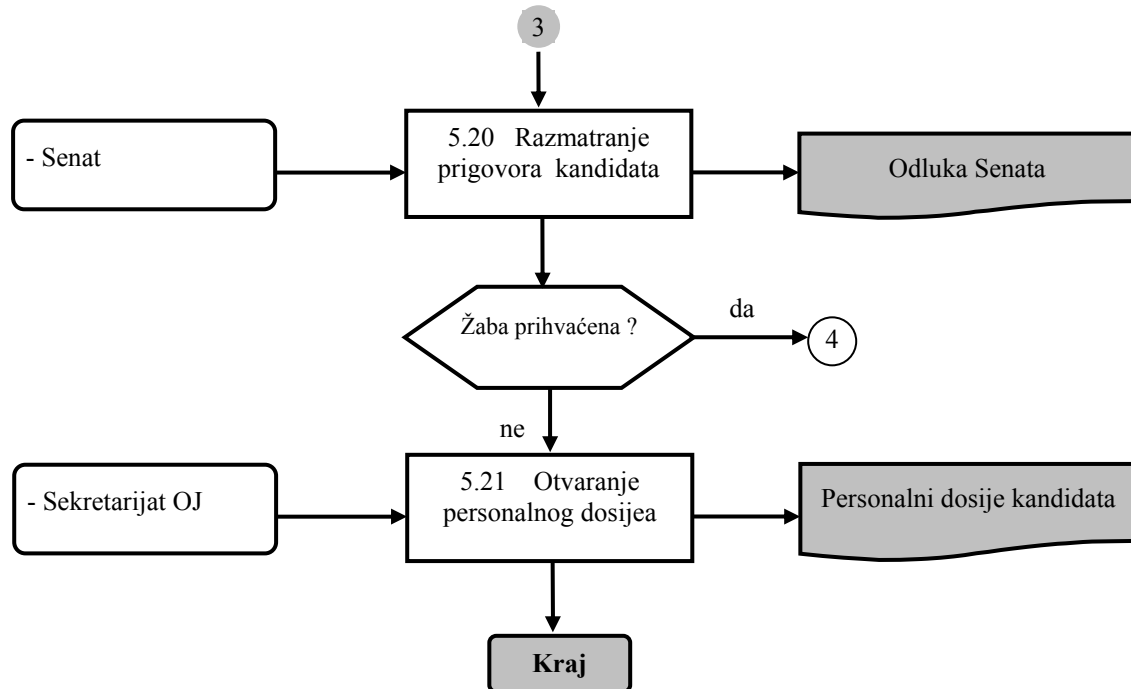 3
- Senat
5.20 Razmatranje
prigovora kandidata
Odluka Senata
Žaba prihvaćena ?
da
4
ne
- Sekretarijat OJ
5.21 Otvaranje
personalnog dosijea
Personalni dosije kandidata
Kraj